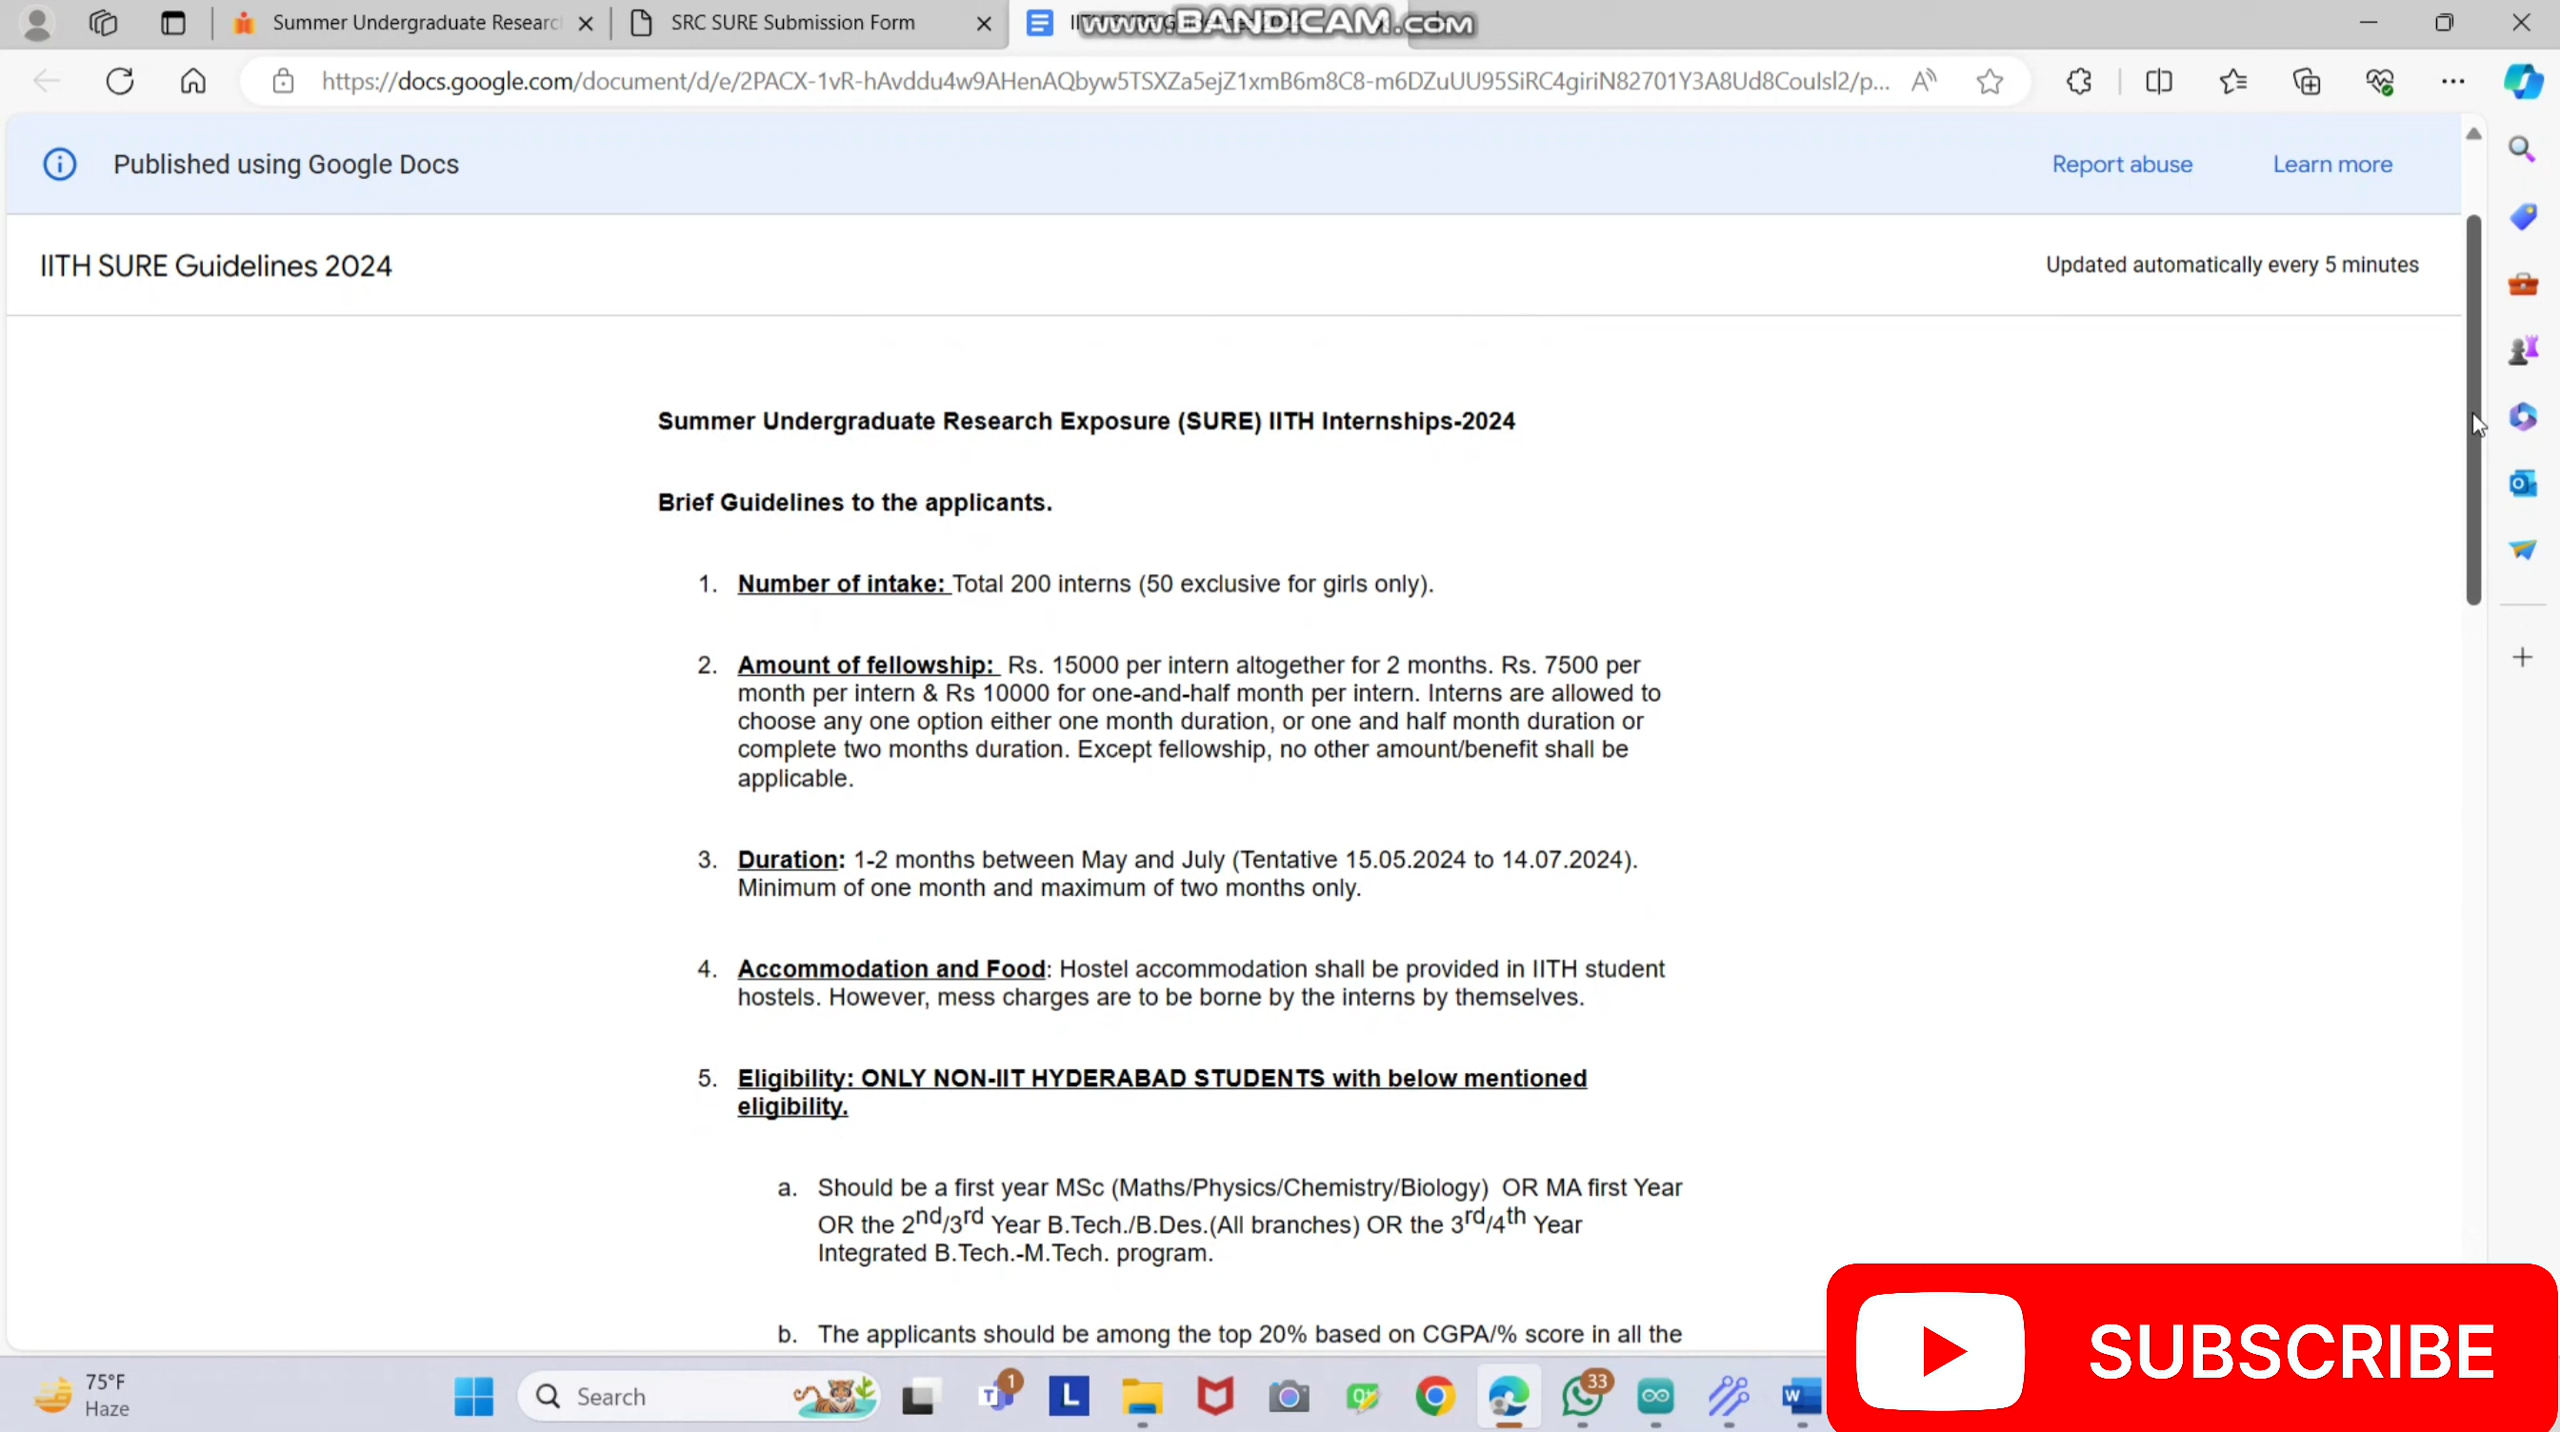 Summer Undergraduate Researc
SRC SURE Submission Form
www.BANDICAM.com
https://docs.google.com/document/d/e/2PACX-1vR-hAvddu4w9AHenAQbyw5TSXZa5ejZ1xmB6m8C8-m6DZuUU95SiRC4giriN82701Y3A8Ud8CouIsl2/p...
Published using Google Docs
Report abuse
Learn more
IITH SURE Guidelines 2024
Updated automatically every 5 minutes
Summer Undergraduate Research Exposure (SURE) IITH Internships-2024
Brief Guidelines to the applicants.
1. Number of intake: Total 200 interns (50 exclusive for girls only).
2. Amount of fellowship: Rs. 15000 per intern altogether for 2 months. Rs. 7500 per
month per intern & Rs 10000 for one-and-half month per intern. Interns are allowed to
choose any one option either one month duration, or one and half month duration or
complete two months duration. Except fellowship, no other amount/benefit shall be
applicable.
3. Duration: 1-2 months between May and July (Tentative 15.05.2024 to 14.07.2024).
Minimum of one month and maximum of two months only.
4. Accommodation and Food: Hostel accommodation shall be provided in IITH student
hostels. However, mess charges are to be borne by the interns by themselves.
5. Eligibility: ONLY NON-IIT HYDERABAD STUDENTS with below mentioned
eligibility.
a. Should be a first year MSc (Maths/Physics/Chemistry/Biology) OR MA first Year
OR the 2nd/3rd Year B.Tech./B.Des.(All branches) OR the 3rd/4th Year
Integrated B.Tech.-M.Tech. program.
b. The applicants should be among the top 20% based on CGPA/% score in all the
SUBSCRIBE
75°F
Haze
Search
1
L
33
W